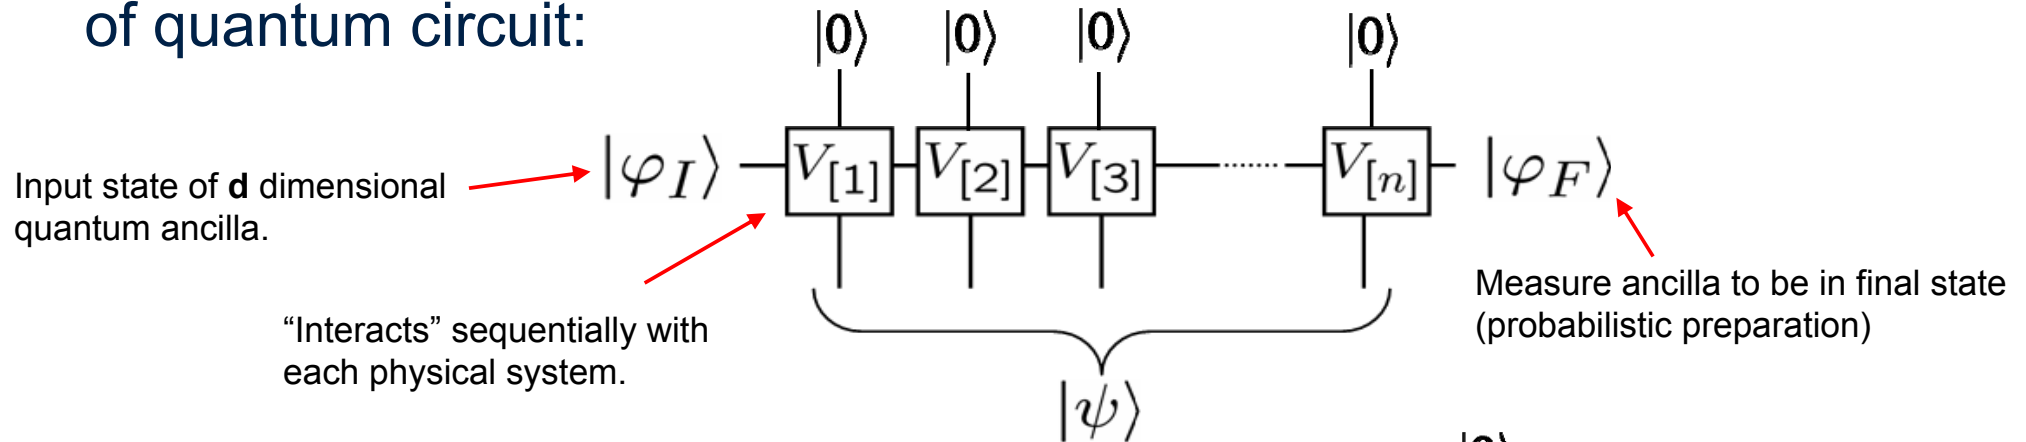 of quantum circuit:
|0⟩ |0⟩ |0⟩ |0⟩
|φ_I⟩ V_[1] V_[2] V_[3] ........ V_[n] |φ_F⟩
Input state of d dimensional
quantum ancilla.
"Interacts" sequentially with
each physical system.
Measure ancilla to be in final state
(probabilistic preparation)
|ψ⟩
|0⟩